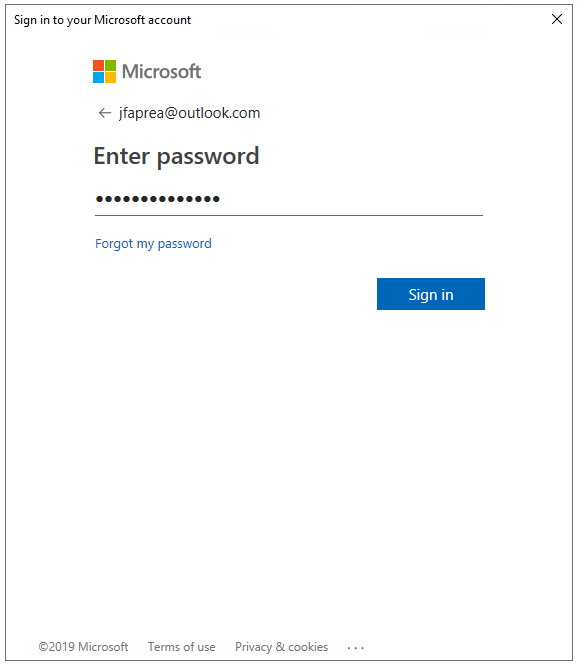 Sign in to your Microsoft account
Microsoft
jfaprea@outlook.com
Enter password
••••••••••••••
Forgot my password
Sign in
©2019 Microsoft Terms of use Privacy & cookies ...